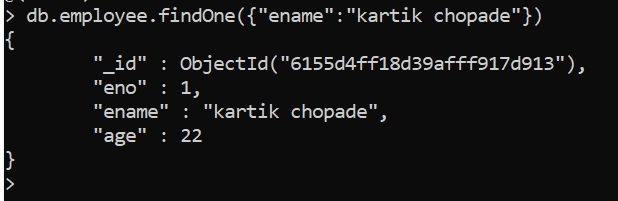 > db.employee.findOne({"ename":"kartik chopade"})
{
        "_id" : ObjectId("6155d4ff18d39afff917d913"),
        "eno" : 1,
        "ename" : "kartik chopade",
        "age" : 22
}
>